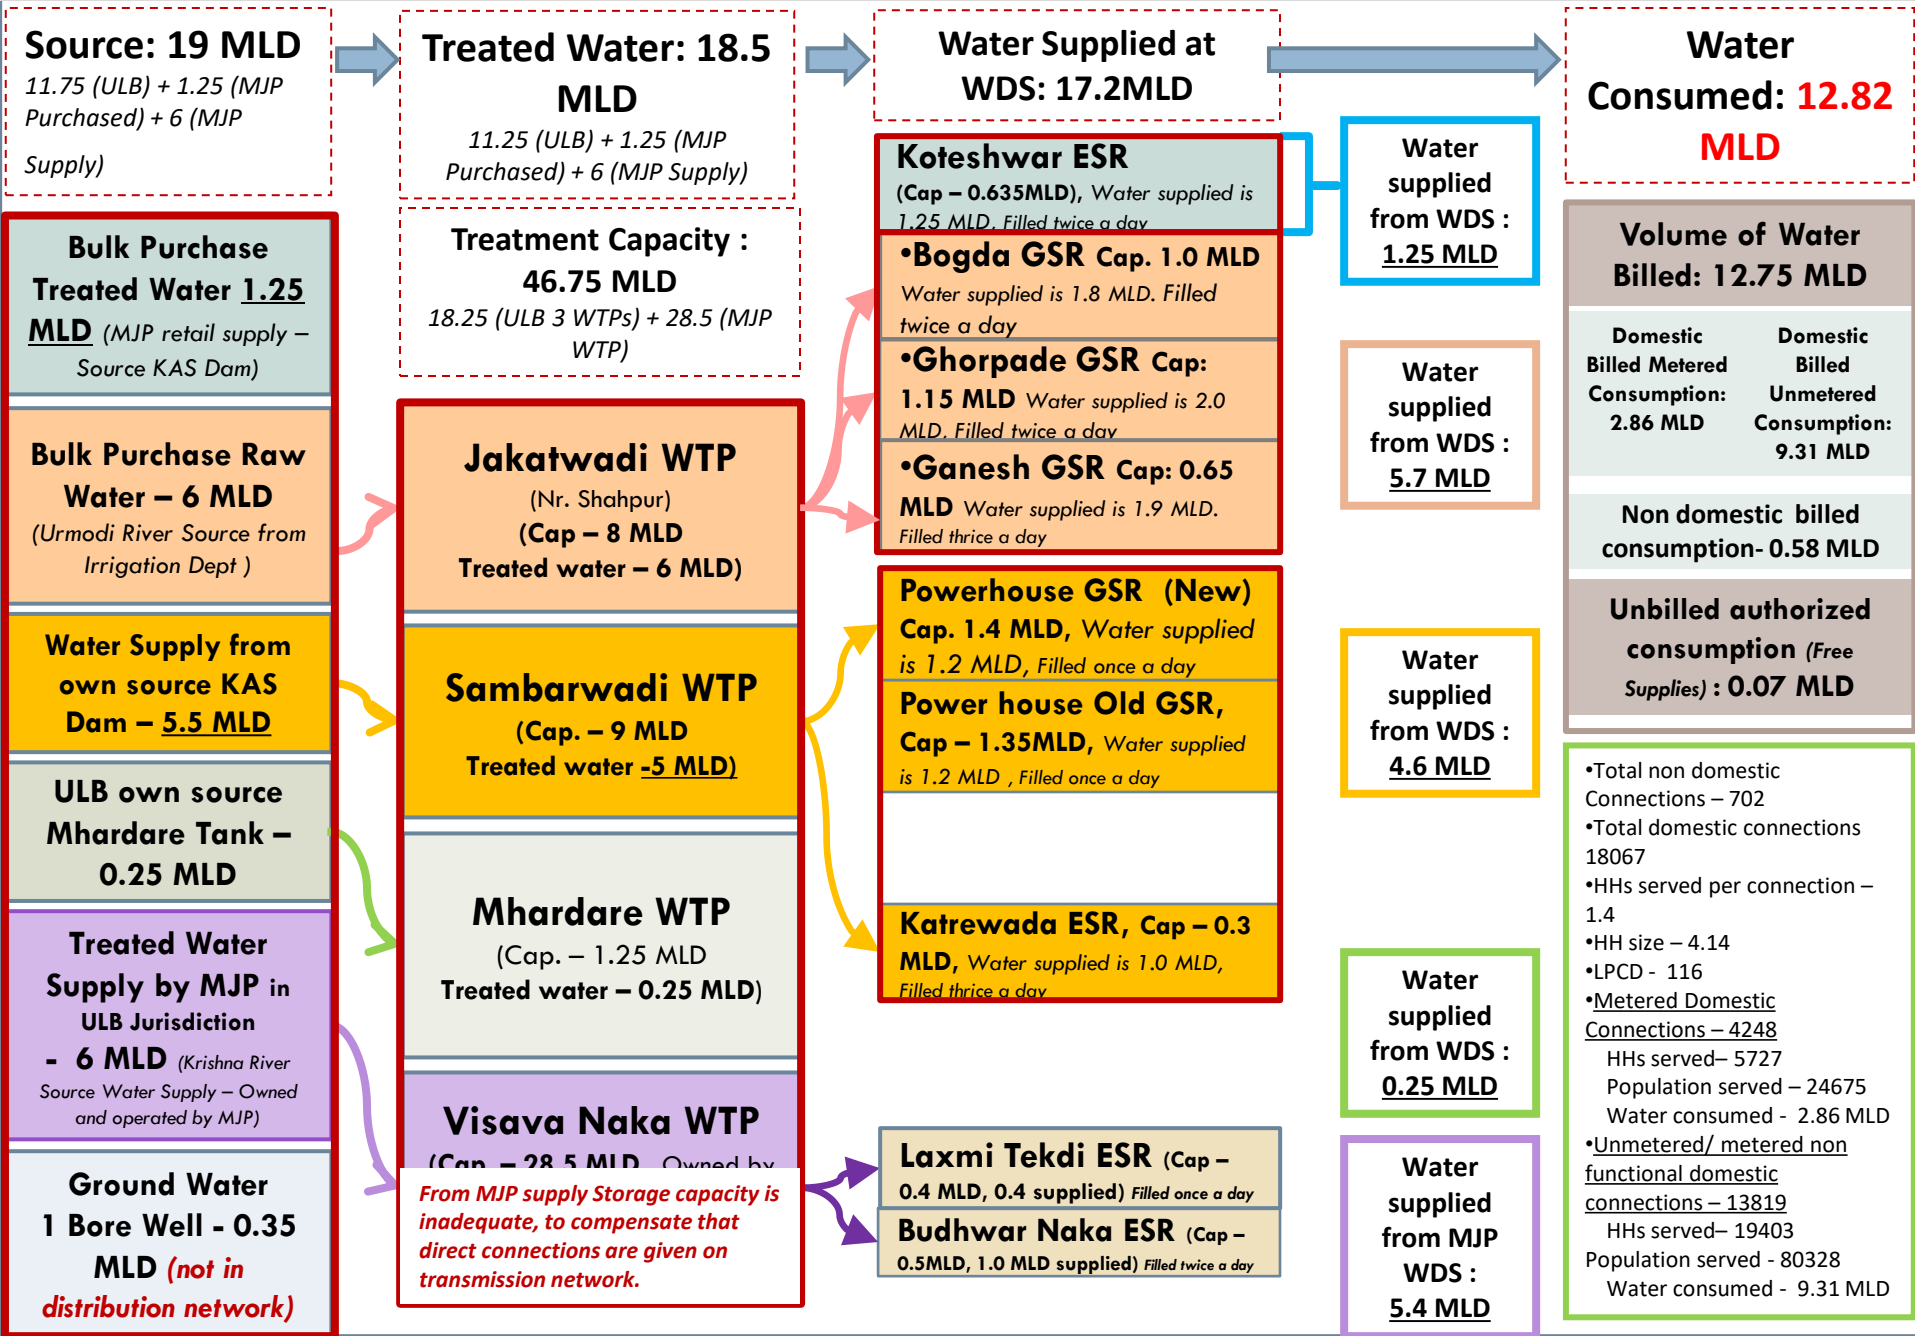 Source: 19 MLD
11.75 (ULB) + 1.25 (MJP
Purchased) + 6 (MJP
Supply)
Treated Water: 18.5
MLD
11.25 (ULB) + 1.25 (MJP
Purchased) + 6 (MJP Supply)
Water Supplied at
WDS: 17.2MLD
Water
Consumed: 12.82
MLD
Bulk Purchase
Treated Water 1.25
MLD (MJP retail supply –
Source KAS Dam)
Bulk Purchase Raw
Water – 6 MLD
(Urmodi River Source from
Irrigation Dept )
Water Supply from
own source KAS
Dam – 5.5 MLD
ULB own source
Mhardare Tank –
0.25 MLD
Treated Water
Supply by MJP in
ULB Jurisdiction
- 6 MLD (Krishna River
Source Water Supply – Owned
and operated by MJP)
Ground Water
1 Bore Well - 0.35
MLD (not in
distribution network)
Treatment Capacity :
46.75 MLD
18.25 (ULB 3 WTPs) + 28.5 (MJP
WTP)
Jakatwadi WTP
(Nr. Shahpur)
(Cap – 8 MLD
Treated water – 6 MLD)
Sambarwadi WTP
(Cap. – 9 MLD
Treated water -5 MLD)
Mhardare WTP
(Cap. – 1.25 MLD
Treated water – 0.25 MLD)
Visava Naka WTP
(Cap. – 28.5 MLD, Owned by
From MJP supply Storage capacity is
inadequate, to compensate that
direct connections are given on
transmission network.
Koteshwar ESR
(Cap – 0.635MLD), Water supplied is
1.25 MLD, Filled twice a day
•Bogda GSR Cap. 1.0 MLD
Water supplied is 1.8 MLD. Filled
twice a day
•Ghorpade GSR Cap:
1.15 MLD Water supplied is 2.0
MLD, Filled twice a day
•Ganesh GSR Cap: 0.65
MLD Water supplied is 1.9 MLD.
Filled thrice a day
Powerhouse GSR (New)
Cap. 1.4 MLD, Water supplied
is 1.2 MLD, Filled once a day
Power house Old GSR,
Cap – 1.35MLD, Water supplied
is 1.2 MLD , Filled once a day
Katrewada ESR, Cap – 0.3
MLD, Water supplied is 1.0 MLD,
Filled thrice a day
Laxmi Tekdi ESR (Cap –
0.4 MLD, 0.4 supplied) Filled once a day
Budhwar Naka ESR (Cap –
0.5MLD, 1.0 MLD supplied) Filled twice a day
Water
supplied
from WDS :
1.25 MLD
Water
supplied
from WDS :
5.7 MLD
Water
supplied
from WDS :
4.6 MLD
Water
supplied
from WDS :
0.25 MLD
Water
supplied
from MJP
WDS :
5.4 MLD
Volume of Water
Billed: 12.75 MLD
Domestic
Billed Metered
Consumption:
2.86 MLD
Domestic
Billed
Unmetered
Consumption:
9.31 MLD
Non domestic billed
consumption- 0.58 MLD
Unbilled authorized
consumption (Free
Supplies) : 0.07 MLD
•Total non domestic
Connections – 702
•Total domestic connections
18067
•HHs served per connection –
1.4
•HH size – 4.14
•LPCD - 116
•Metered Domestic
Connections – 4248
HHs served– 5727
Population served – 24675
Water consumed - 2.86 MLD
•Unmetered/ metered non
functional domestic
connections – 13819
HHs served– 19403
Population served - 80328
Water consumed - 9.31 MLD